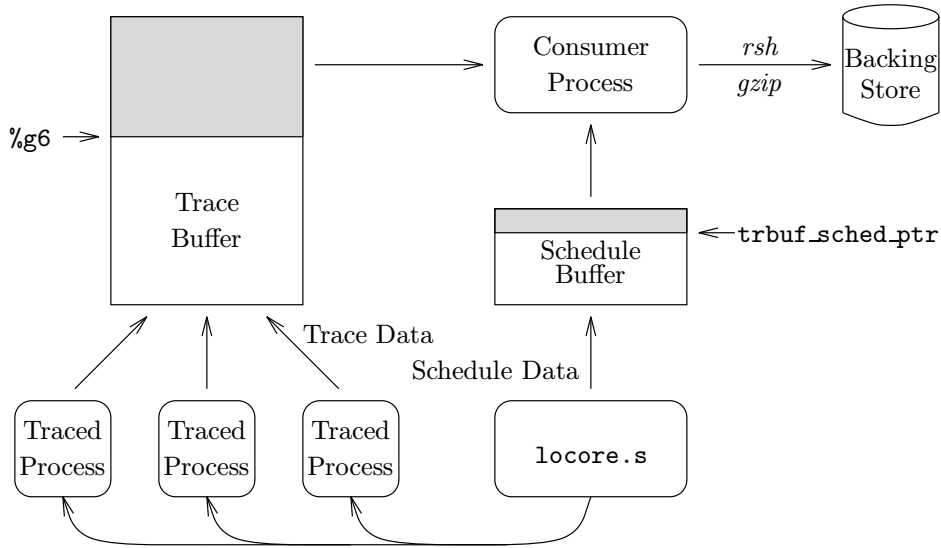 Consumer
Process
rsh
gzip
Backing
Store
%g6
Trace
Buffer
Schedule
Buffer
trbuf_sched_ptr
Trace Data
Schedule Data
Traced
Process
Traced
Process
Traced
Process
locore.s